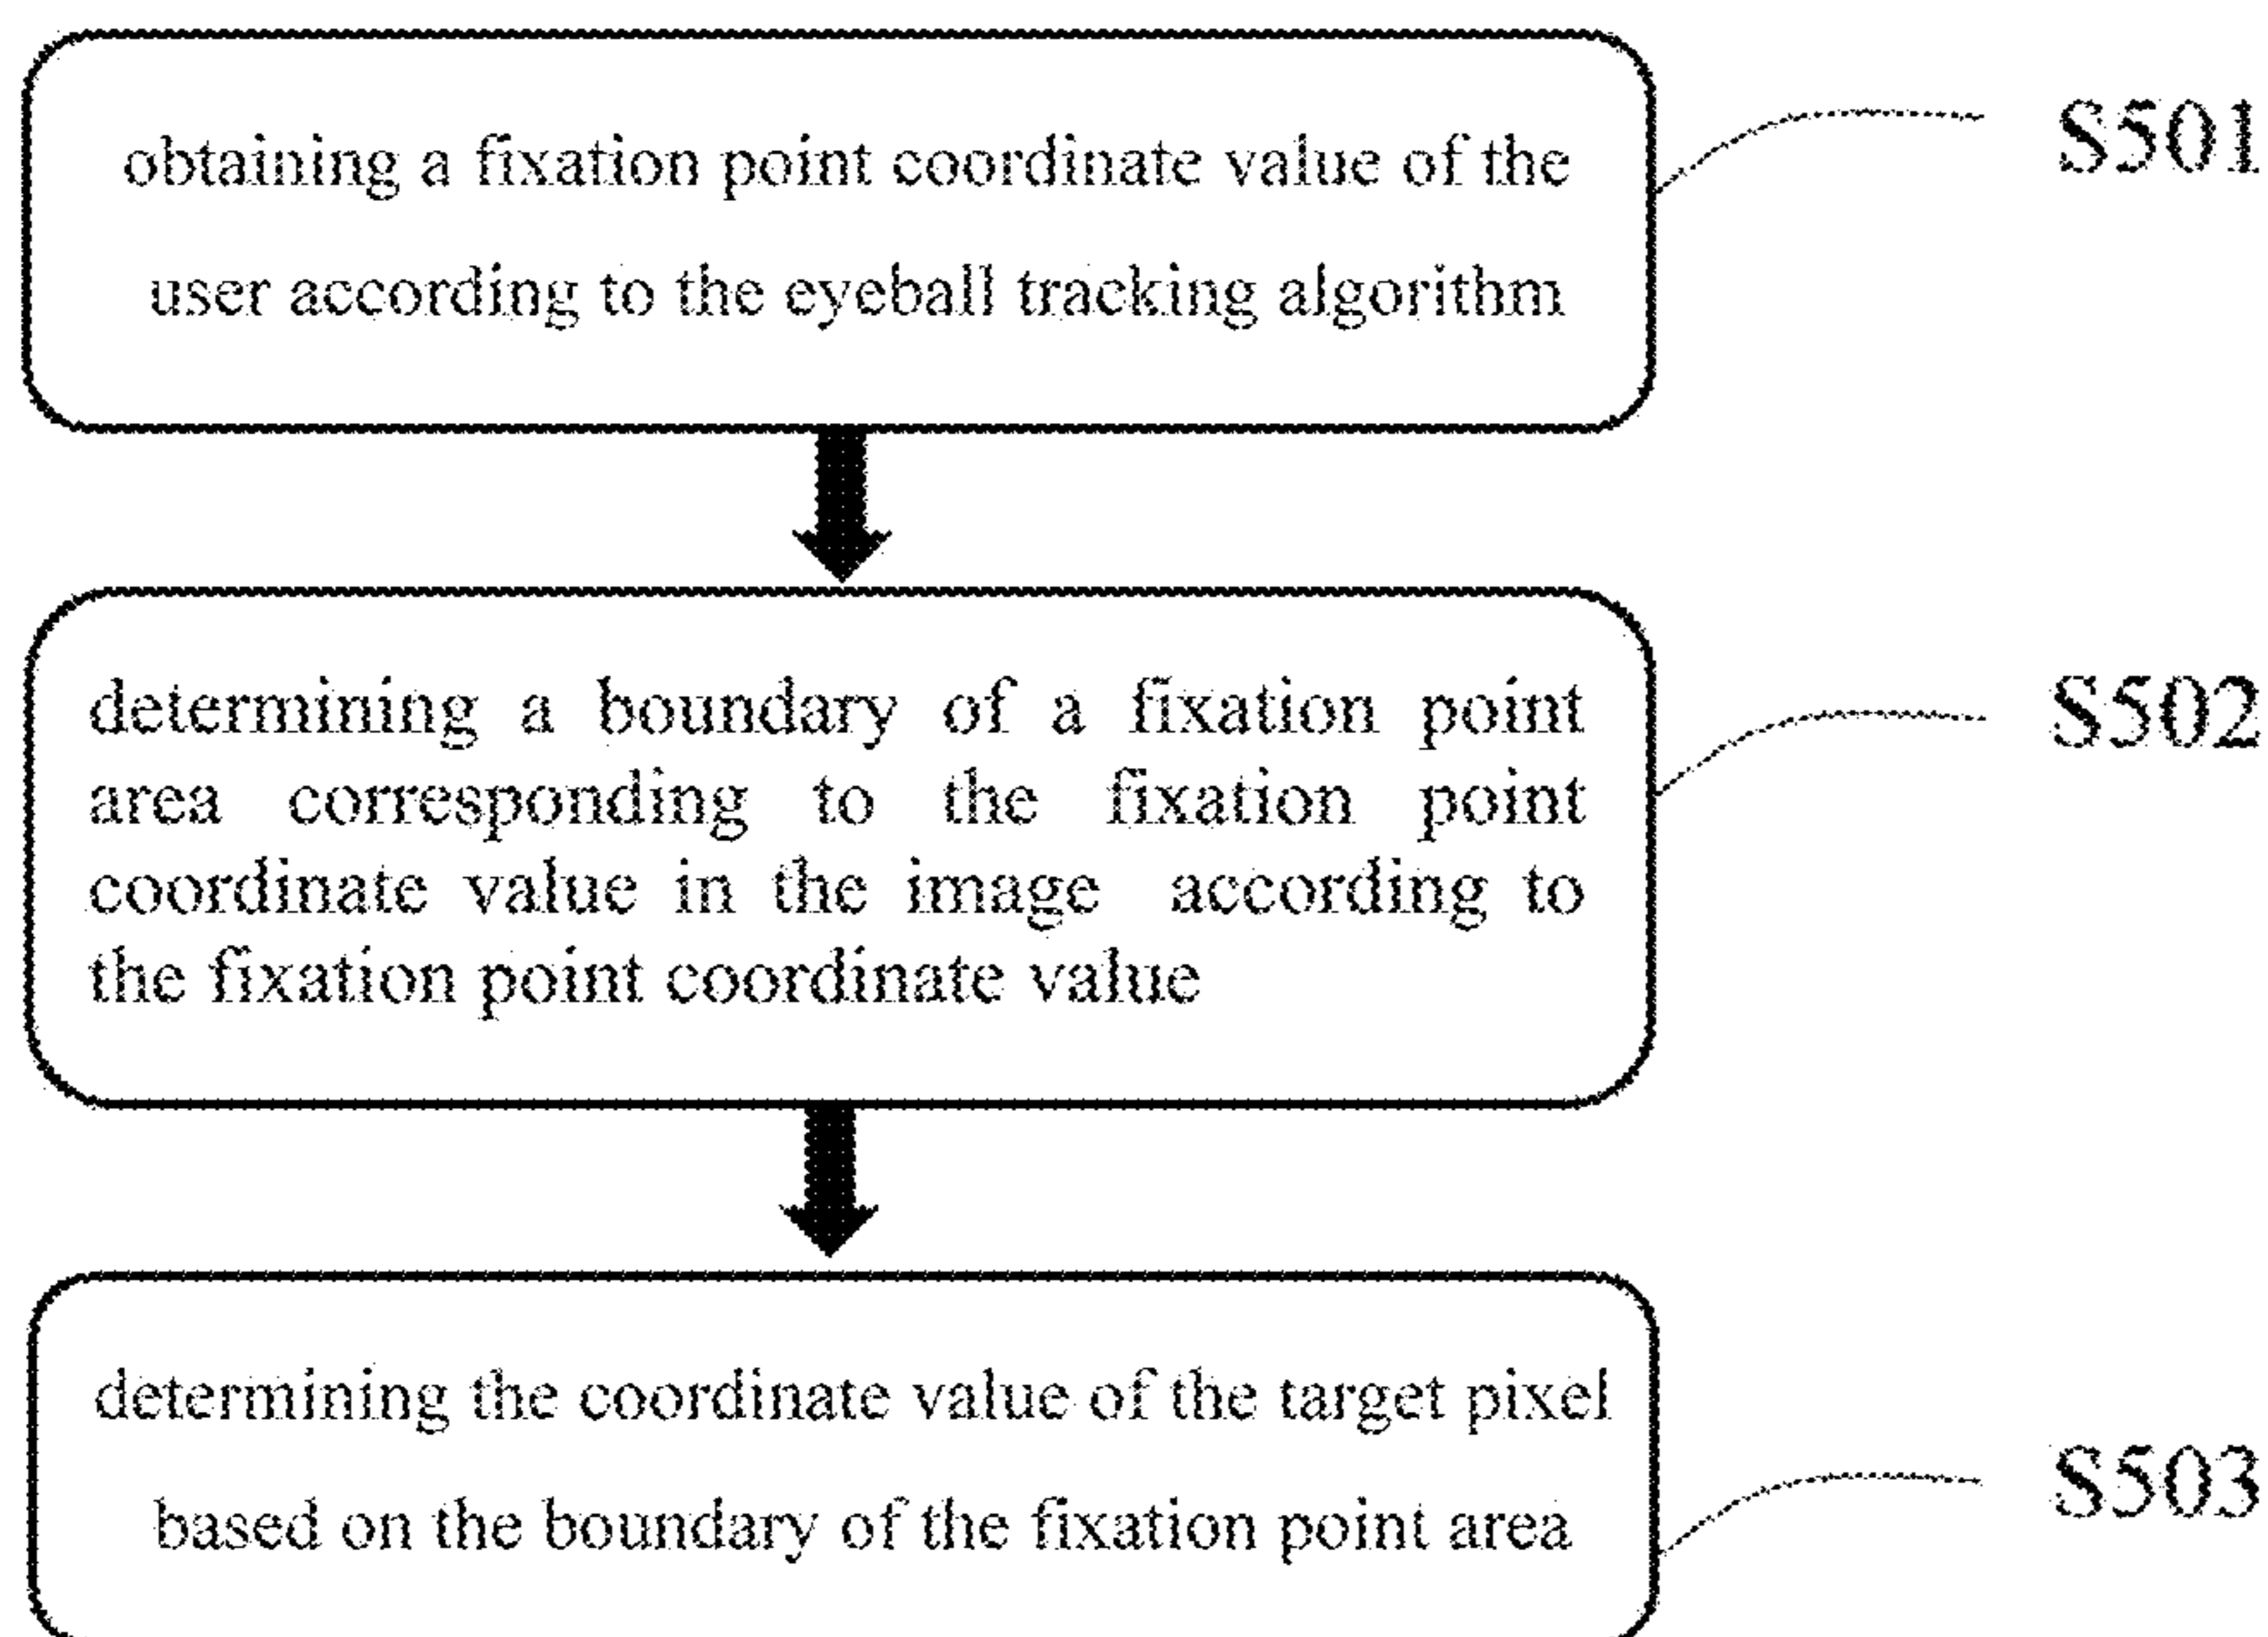 obtaining a fixation point coordinate value of the
user according to the eyeball tracking algorithm
S501
determining a boundary of a fixation point
area corresponding to the fixation point
coordinate value in the image according to
the fixation point coordinate value
S502
determining the coordinate value of the target pixel
based on the boundary of the fixation point area
S503